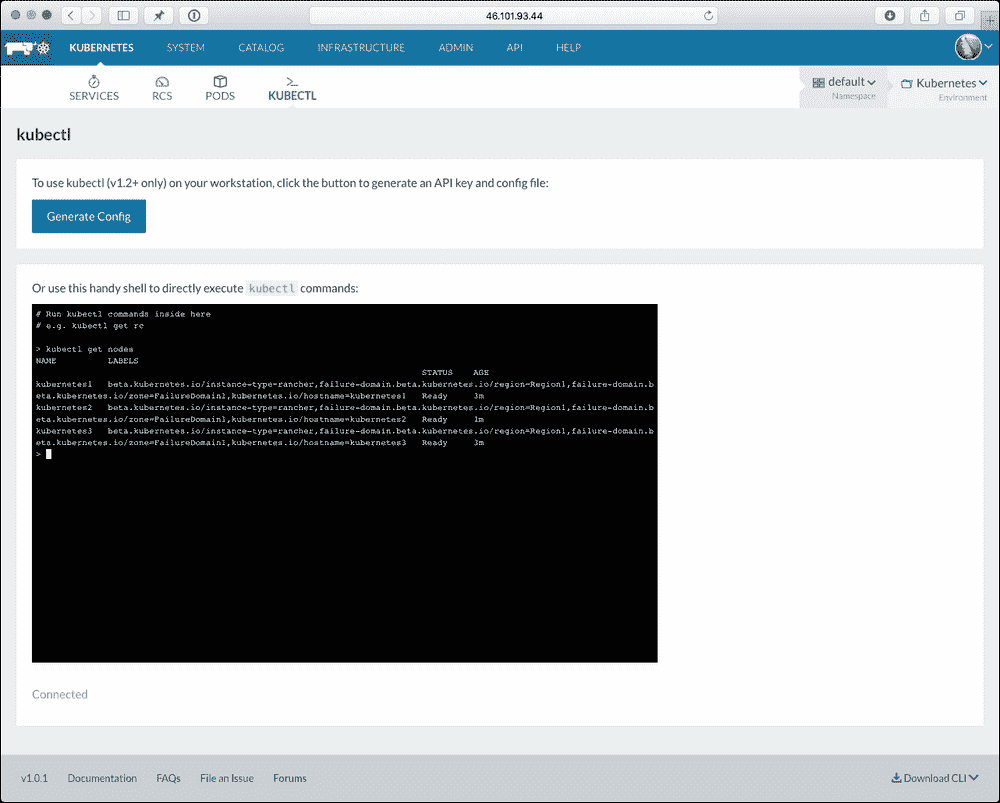 46.101.93.44
KUBERNETES SYSTEM CATALOG INFRASTRUCTURE ADMIN API HELP
SERVICES RCS PODS KUBECTL
default
Namespace
Kubernetes
Environment
kubectl
To use kubectl (v1.2+ only) on your workstation, click the button to generate an API key and config file:
Generate Config
Or use this handy shell to directly execute kubectl commands:
# Run kubectl commands inside here
# e.g. kubectl get rc
> kubectl get nodes
NAME LABELS
STATUS AGE
kubernetes1 beta.kubernetes.io/instance-type=rancher,failure-domain.beta.kubernetes.io/region=Region1,failure-domain.b
eta.kubernetes.io/zone=FailureDomain1,kubernetes.io/hostname=kubernetes1 Ready 3m
kubernetes2 beta.kubernetes.io/instance-type=rancher,failure-domain.beta.kubernetes.io/region=Region1,failure-domain.b
eta.kubernetes.io/zone=FailureDomain1,kubernetes.io/hostname=kubernetes2 Ready 1m
kubernetes3 beta.kubernetes.io/instance-type=rancher,failure-domain.beta.kubernetes.io/region=Region1,failure-domain.b
eta.kubernetes.io/zone=FailureDomain1,kubernetes.io/hostname=kubernetes3 Ready 3m
>
Connected
v1.0.1 Documentation FAQs File an Issue Forums Download CLI